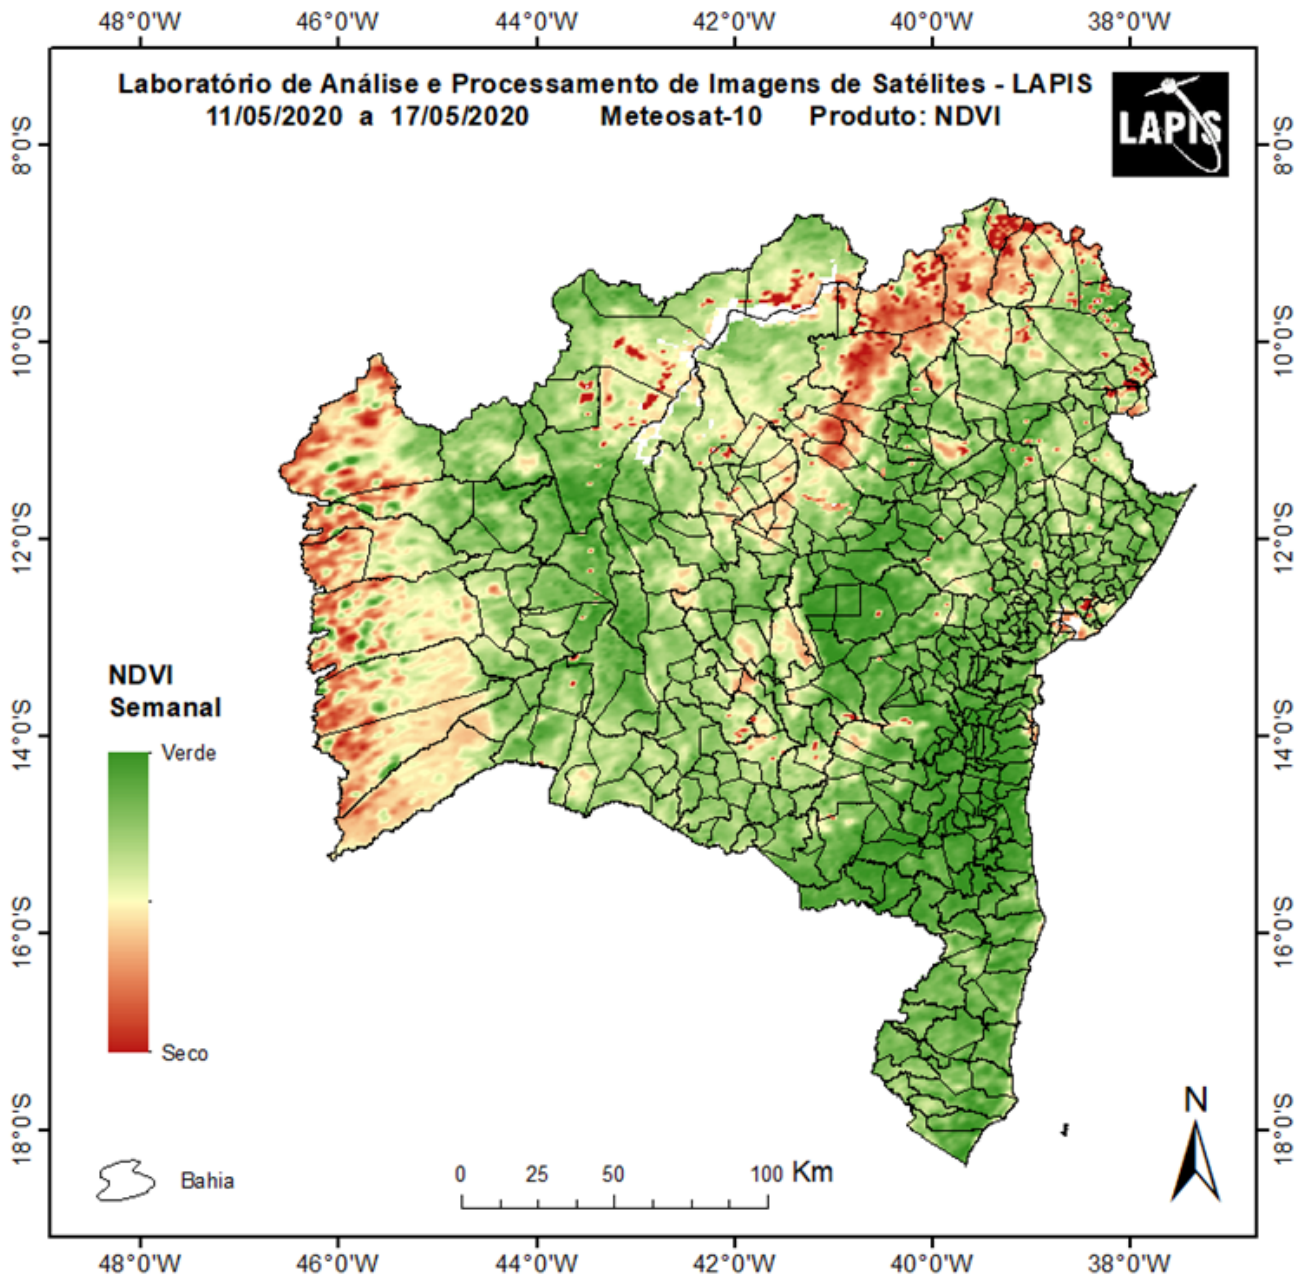 48°0'W 46°0'W 44°0'W 42°0'W 40°0'W 38°0'W
Laboratório de Análise e Processamento de Imagens de Satélites - LAPIS
11/05/2020 a 17/05/2020 Meteosat-10 Produto: NDVI
LAPIS
8°0'S 8°0'S
10°0'S 10°0'S
12°0'S 12°0'S
NDVI
Semanal
14°0'S 14°0'S
Verde
16°0'S 16°0'S
Seco
18°0'S 18°0'S
N
Bahia
0 25 50 100 Km
48°0'W 46°0'W 44°0'W 42°0'W 40°0'W 38°0'W